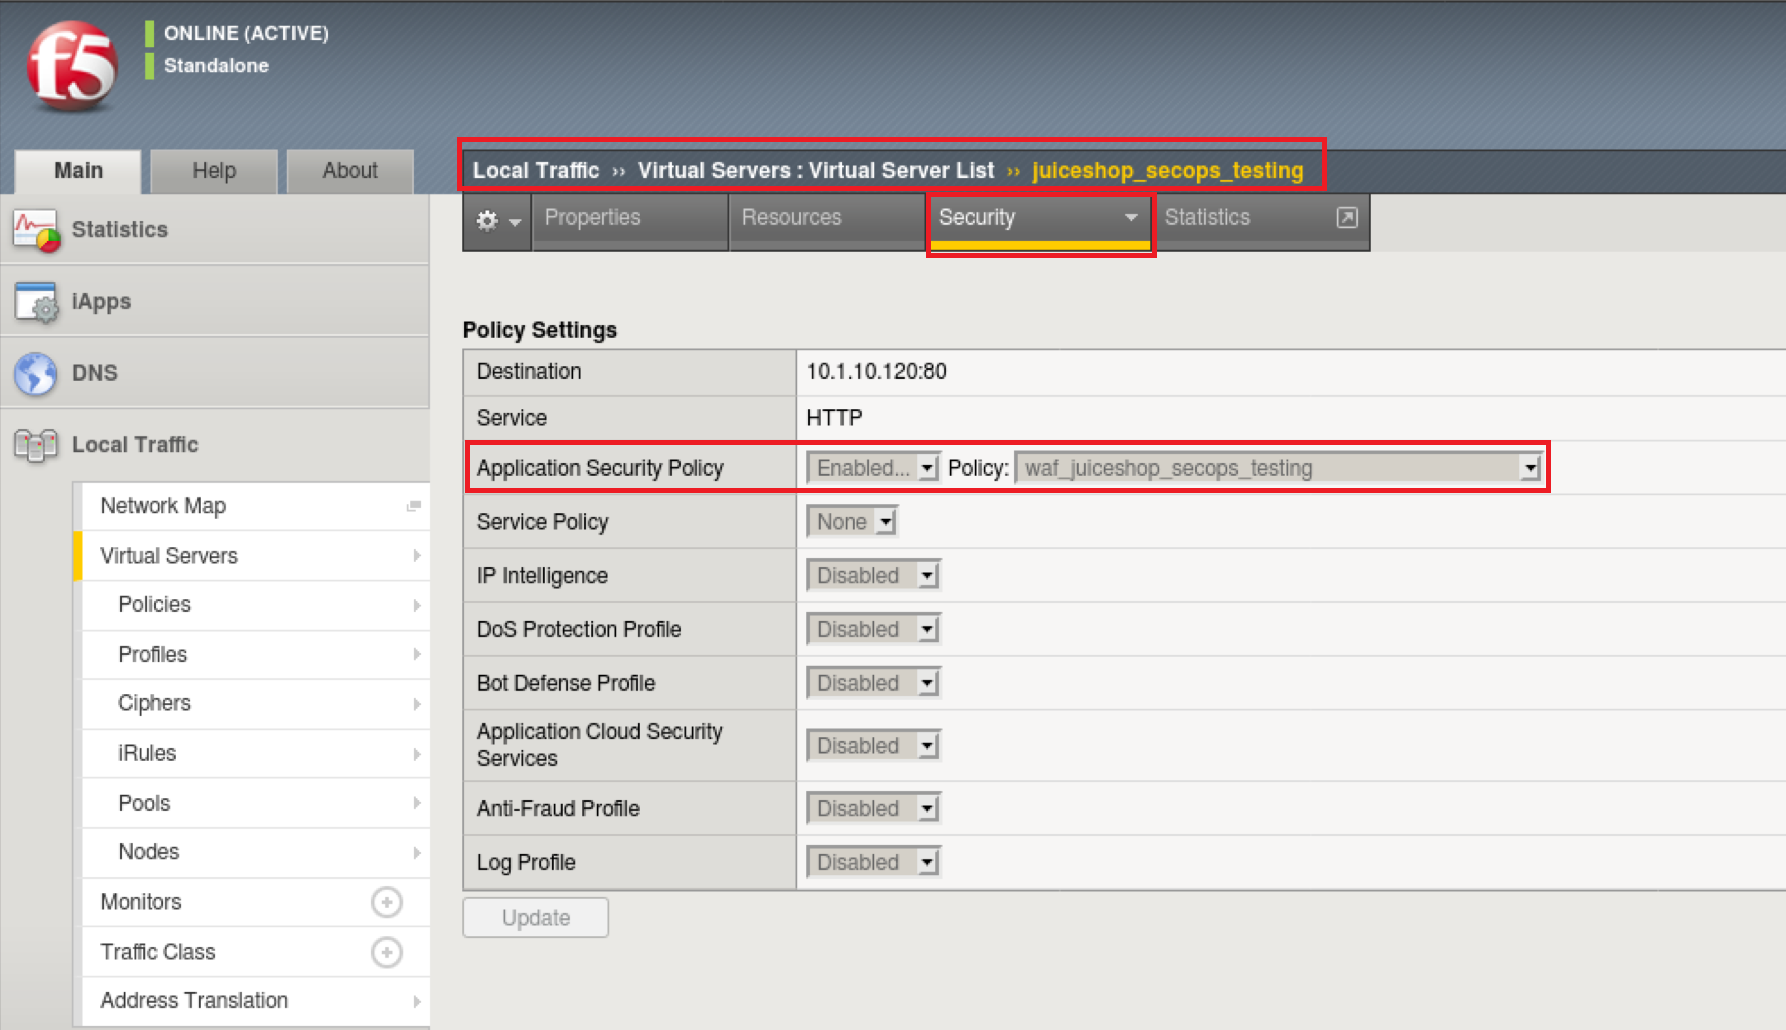 f5
ONLINE (ACTIVE)
Standalone
Main
Help
About
Local Traffic ›› Virtual Servers : Virtual Server List ›› juiceshop_secops_testing
Properties
Resources
Security
Statistics
Statistics
iApps
DNS
Local Traffic
Network Map
Virtual Servers
Policies
Profiles
Ciphers
iRules
Pools
Nodes
Monitors
Traffic Class
Address Translation
Policy Settings
Destination 10.1.10.120:80
Service HTTP
Application Security Policy Enabled... Policy: waf_juiceshop_secops_testing
Service Policy None
IP Intelligence Disabled
DoS Protection Profile Disabled
Bot Defense Profile Disabled
Application Cloud Security
Services Disabled
Anti-Fraud Profile Disabled
Log Profile Disabled
Update